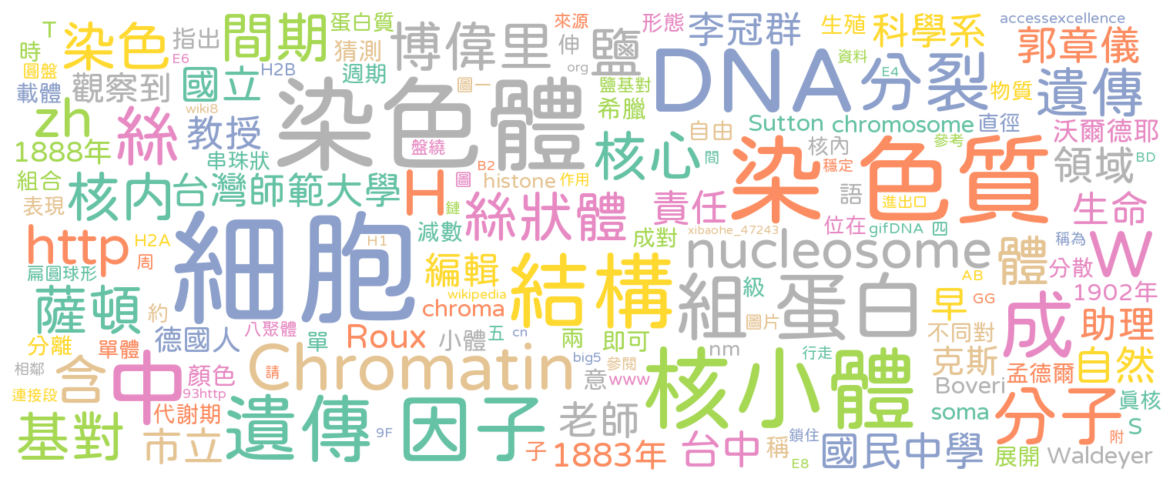 時 染色 指出 間期 蛋白質 猜測 博偉里 來源 伸 鹽 形態 李冠群 生殖 科學系 accessexcellence 郭章儀
圓盤 E6 載體 觀察到 國立 H2B 週期 圖一 org 鹽基對 希臘 DNA 分裂 資料 E4 物質 遺傳
T zh 絲 wiki8 教授 染色體 盤繞 核心 自由 Sutton chromosome 直徑 沃爾德耶
1888年 串珠狀 B2 間 核內 穩定 參考 領域 BD
組合 表現 核内 台灣師範大學 H 圖 histone 作用 責任 染色質 語 進出口 生命
http H2A 周 細胞 H1 減數 鏈 絲狀體 成對 xibaohe_47243 位在 gifDNA 四 稱為 分散 W
扁圓球形 薩頓 約 編輯 wikipedia chroma 結構 nucleosome 組蛋白 體 級 早 AB GG 1902年
德國人 八聚體 單 Roux 小體 五 cn 兩 即可 圖片 成 不同對 助理
分離 單體 相鄰 含 中 顏色 請 Chromatin big5 意 參閱 www nm 行走 克斯 Boveri 孟德爾 自然
連接段 93http 代謝期 核小體 soma 分子 眞核 S
基對 市立 遺傳因子 9F 老師 子 1883年 台中 稱 鎖住 E8 國民中學 展開 附 Waldeyer